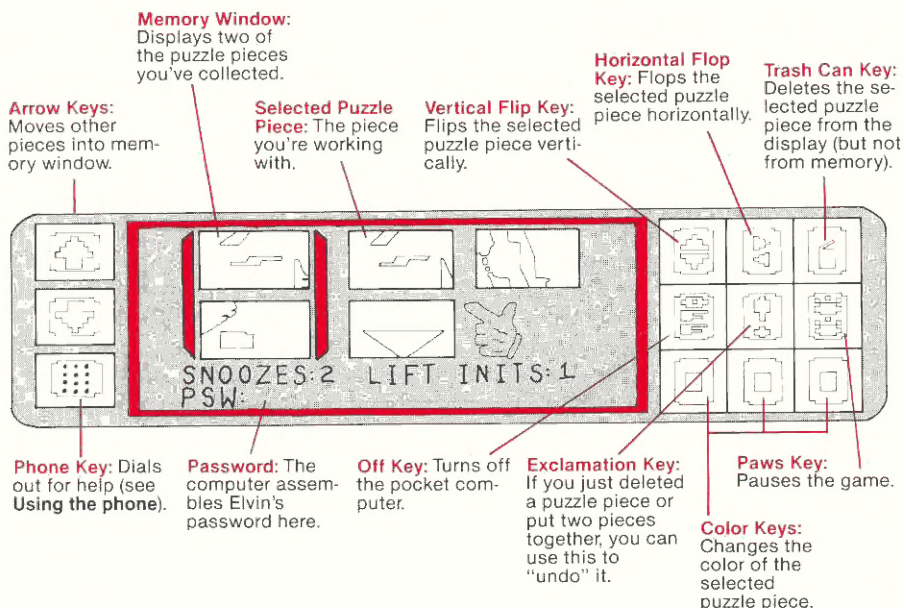 Memory Window:
Displays two of
the puzzle pieces
you've collected.
Horizontal Flop
Key: Flops the
selected puzzle
piece horizontally.
Trash Can Key:
Deletes the se-
lected puzzle
piece from the
display (but not
from memory).
Arrow Keys:
Moves other
pieces into mem-
ory window.
Selected Puzzle
Piece: The piece
you're working
with.
Vertical Flip Key:
Flips the selected
puzzle piece verti-
cally.
SNOOZES:2 LIFT INITS:1
PSW:
Phone Key: Dials
out for help (see
Using the phone).
Password: The
computer assem-
bles Elvin's
password here.
Off Key: Turns off
the pocket com-
puter.
Exclamation Key:
If you just deleted
a puzzle piece or
put two pieces
together, you can
use this to
"undo" it.
Paws Key:
Pauses the game.
Color Keys:
Changes the
color of the
selected
puzzle piece.